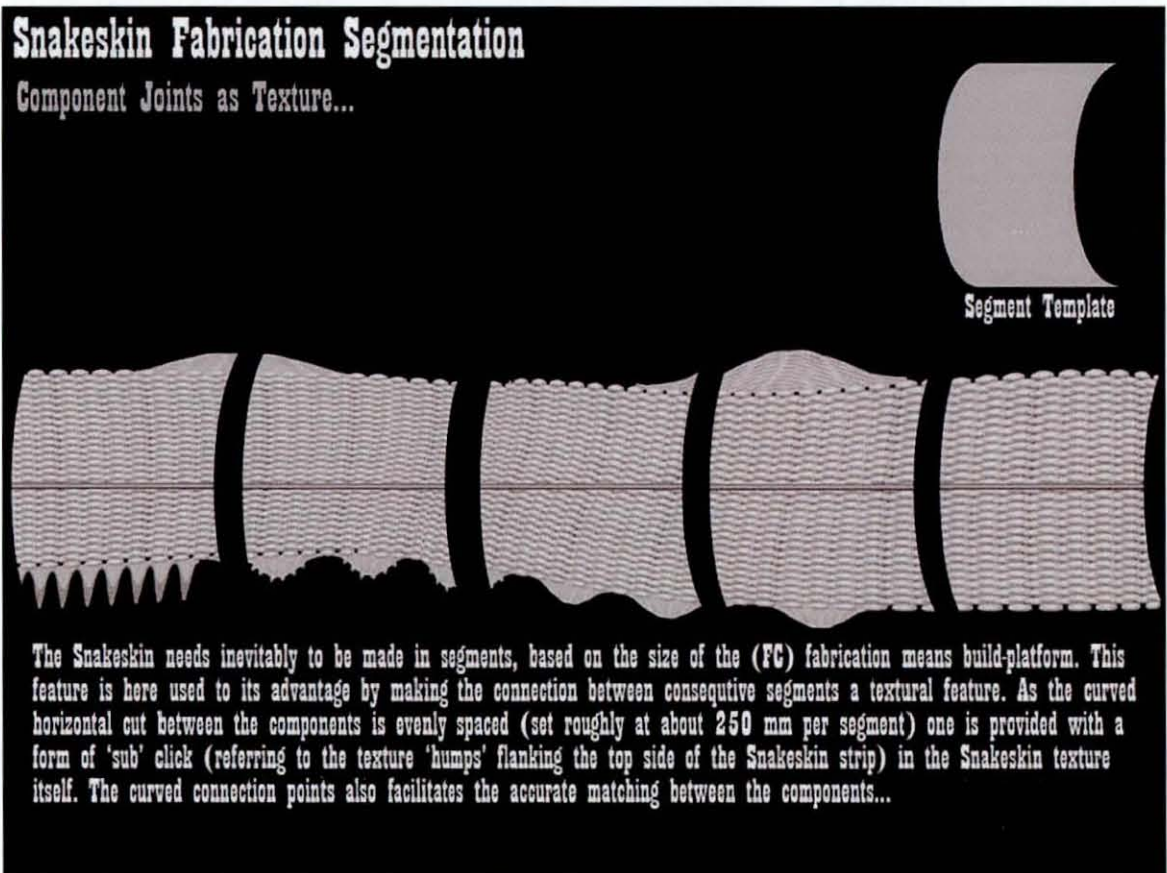 Snakeskin Fabrication Segmentation
Component Joints as Texture...
Segment Template
The Snakeskin needs inevitably to be made in segments, based on the size of the (FC) fabrication means build-platform. This
feature is here used to its advantage by making the connection between consequtive segments a textural feature. As the curved
horizontal cut between the components is evenly spaced (set roughly at about 250 mm per segment) one is provided with a
form of 'sub' click (referring to the texture 'humps' flanking the top side of the Snakeskin strip) in the Snakeskin texture
itself. The curved connection points also facilitates the accurate matching between the components...